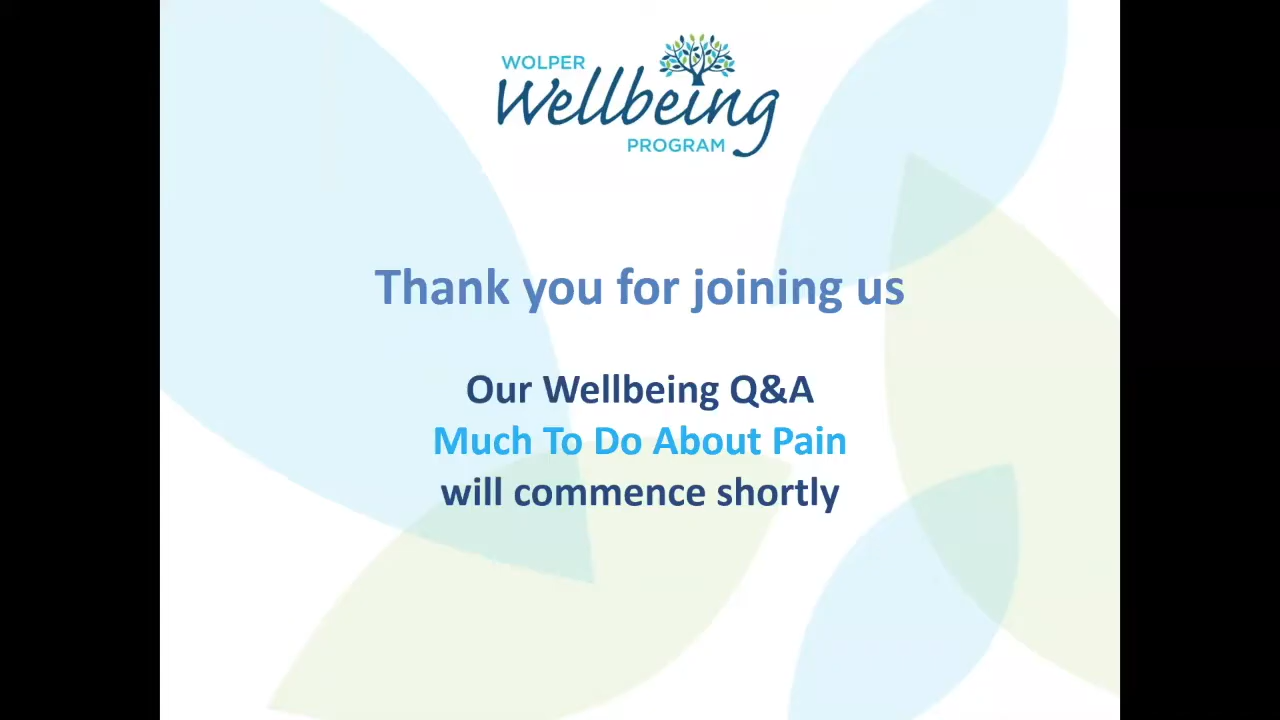 WOLPER
Wellbeing
PROGRAM
Thank you for joining us
Our Wellbeing Q&A
Much To Do About Pain
will commence shortly